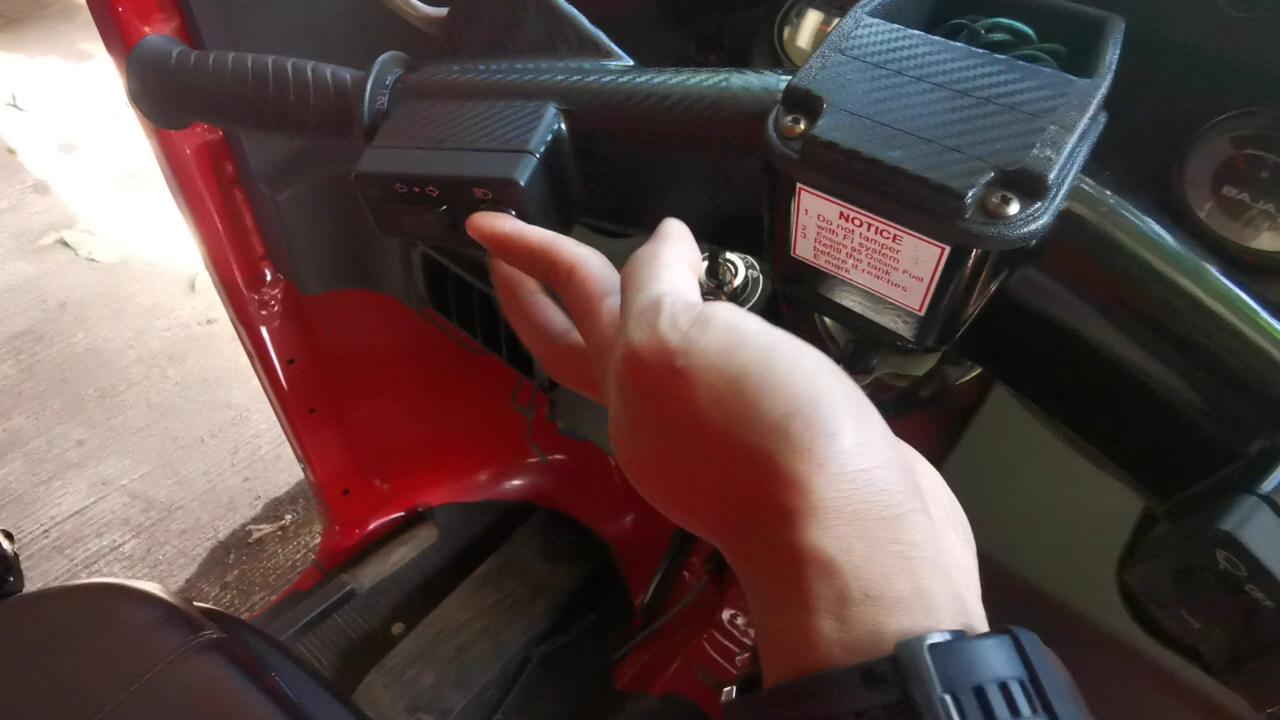 NOTICE
1. Do not tamper
with FI system
2. Ensure 95 Octane Fuel
3. Refill the tank
before it reaches
E mark
BAJA